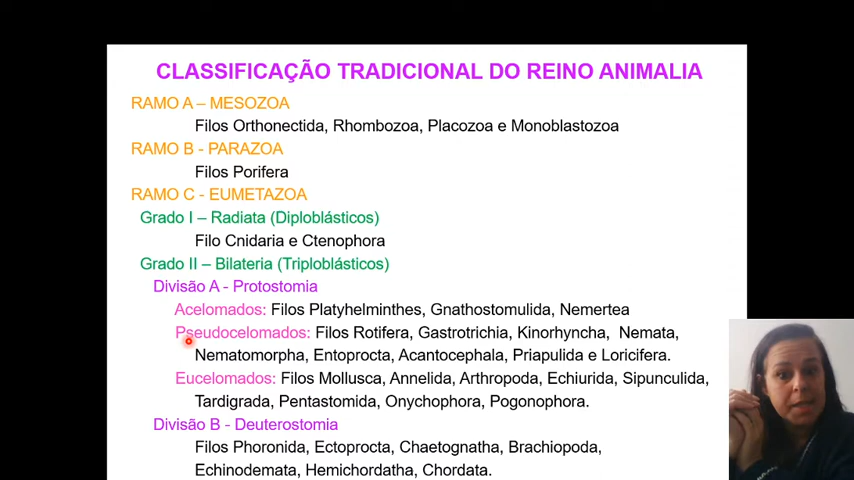 CLASSIFICAÇÃO TRADICIONAL DO REINO ANIMALIA
RAMO A – MESOZOA
Filos Orthonectida, Rhombozoa, Placozoa e Monoblastozoa
RAMO B - PARAZOA
Filos Porifera
RAMO C - EUMETAZOA
Grado I – Radiata (Diploblásticos)
Filo Cnidaria e Ctenophora
Grado II – Bilateria (Triploblásticos)
Divisão A - Protostomia
Acelomados: Filos Platyhelminthes, Gnathostomulida, Nemertea
Pseudocelomados: Filos Rotifera, Gastrotrichia, Kinorhyncha, Nemata,
Nematomorpha, Entoprocta, Acantocephala, Priapulida e Loricifera.
Eucelomados: Filos Mollusca, Annelida, Arthropoda, Echiurida, Sipunculida,
Tardigrada, Pentastomida, Onychophora, Pogonophora.
Divisão B - Deuterostomia
Filos Phoronida, Ectoprocta, Chaetognatha, Brachiopoda,
Echinodemata, Hemichordatha, Chordata.